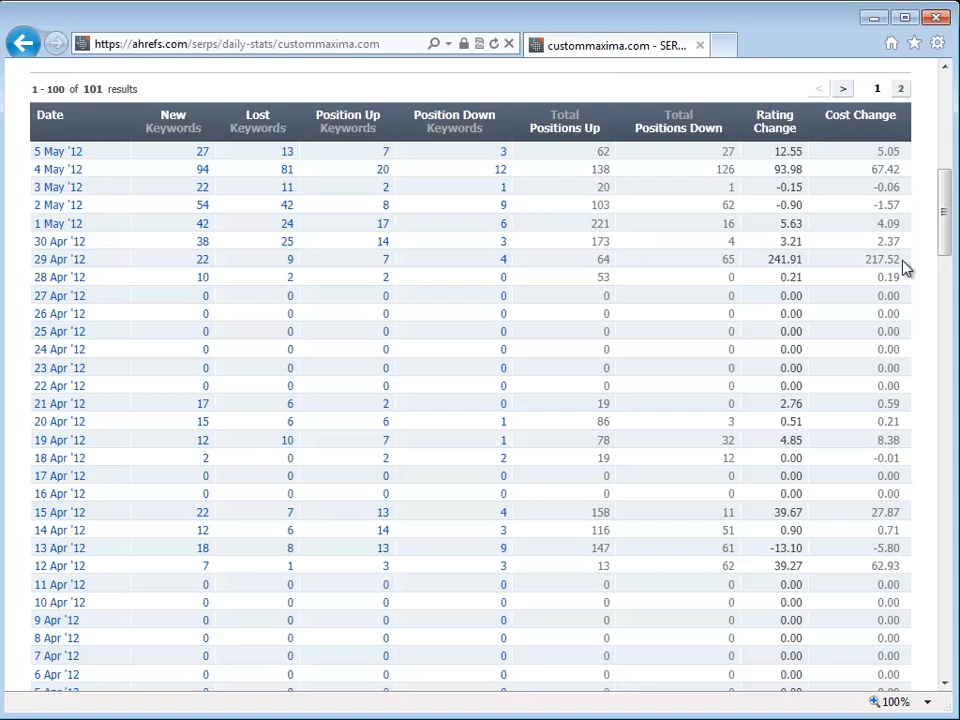 https://ahrefs.com/serps/daily-stats/custommaxima.com
custommaxima.com - SER...
1 - 100 of 101 results
< > 1 2
Date New Keywords Lost Keywords Position Up Keywords Position Down Keywords Total Positions Up Total Positions Down Rating Change Cost Change
5 May '12 27 13 7 3 62 27 12.55 5.05
4 May '12 94 81 20 12 138 126 93.98 67.42
3 May '12 22 11 2 1 20 1 -0.15 -0.06
2 May '12 54 42 8 9 103 62 -0.90 -1.57
1 May '12 42 24 17 6 221 16 5.63 4.09
30 Apr '12 38 25 14 3 173 4 3.21 2.37
29 Apr '12 22 9 7 4 64 65 241.91 217.52
28 Apr '12 10 2 2 0 53 0 0.21 0.19
27 Apr '12 0 0 0 0 0 0 0.00 0.00
26 Apr '12 0 0 0 0 0 0 0.00 0.00
25 Apr '12 0 0 0 0 0 0 0.00 0.00
24 Apr '12 0 0 0 0 0 0 0.00 0.00
23 Apr '12 0 0 0 0 0 0 0.00 0.00
22 Apr '12 0 0 0 0 0 0 0.00 0.00
21 Apr '12 17 6 2 0 19 0 2.76 0.59
20 Apr '12 15 6 6 1 86 3 0.51 0.21
19 Apr '12 12 10 7 1 78 32 4.85 8.38
18 Apr '12 2 0 2 2 19 12 0.00 -0.01
17 Apr '12 0 0 0 0 0 0 0.00 0.00
16 Apr '12 0 0 0 0 0 0 0.00 0.00
15 Apr '12 22 7 13 4 158 11 39.67 27.87
14 Apr '12 12 6 14 3 116 51 0.90 0.71
13 Apr '12 18 8 13 9 147 61 -13.10 -5.80
12 Apr '12 7 1 3 3 13 62 39.27 62.93
11 Apr '12 0 0 0 0 0 0 0.00 0.00
10 Apr '12 0 0 0 0 0 0 0.00 0.00
9 Apr '12 0 0 0 0 0 0 0.00 0.00
8 Apr '12 0 0 0 0 0 0 0.00 0.00
7 Apr '12 0 0 0 0 0 0 0.00 0.00
6 Apr '12 0 0 0 0 0 0 0.00 0.00
100%